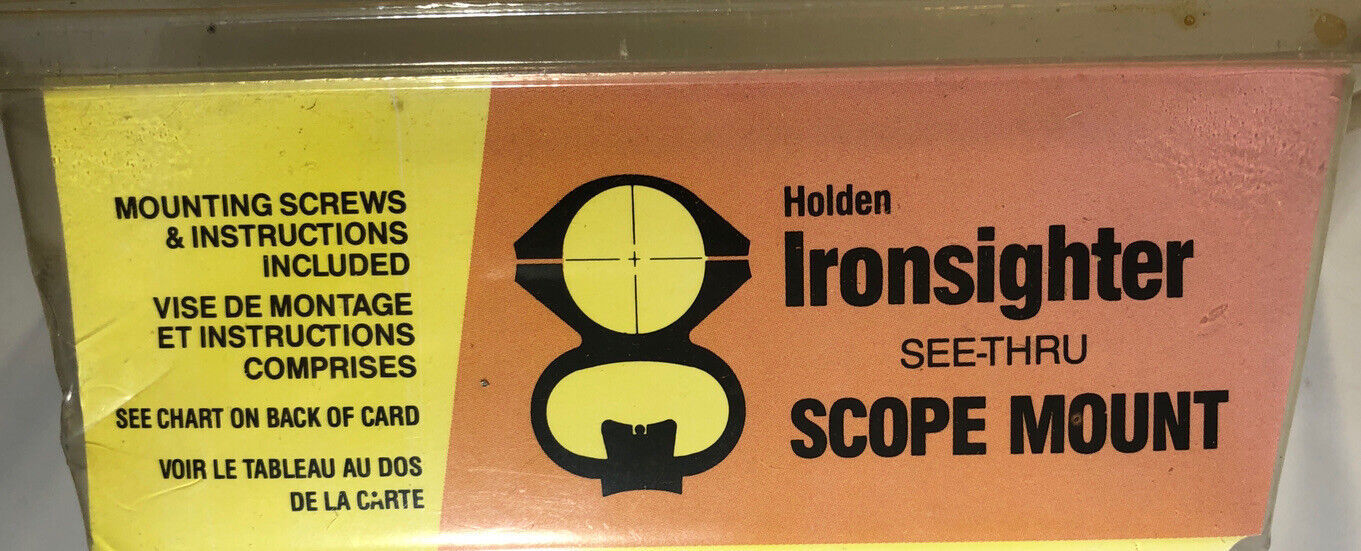 MOUNTING SCREWS
& INSTRUCTIONS
INCLUDED
VISE DE MONTAGE
ET INSTRUCTIONS
COMPRISES
SEE CHART ON BACK OF CARD
VOIR LE TABLEAU AU DOS
DE LA CARTE
Holden
Ironsighter
SEE-THRU
SCOPE MOUNT